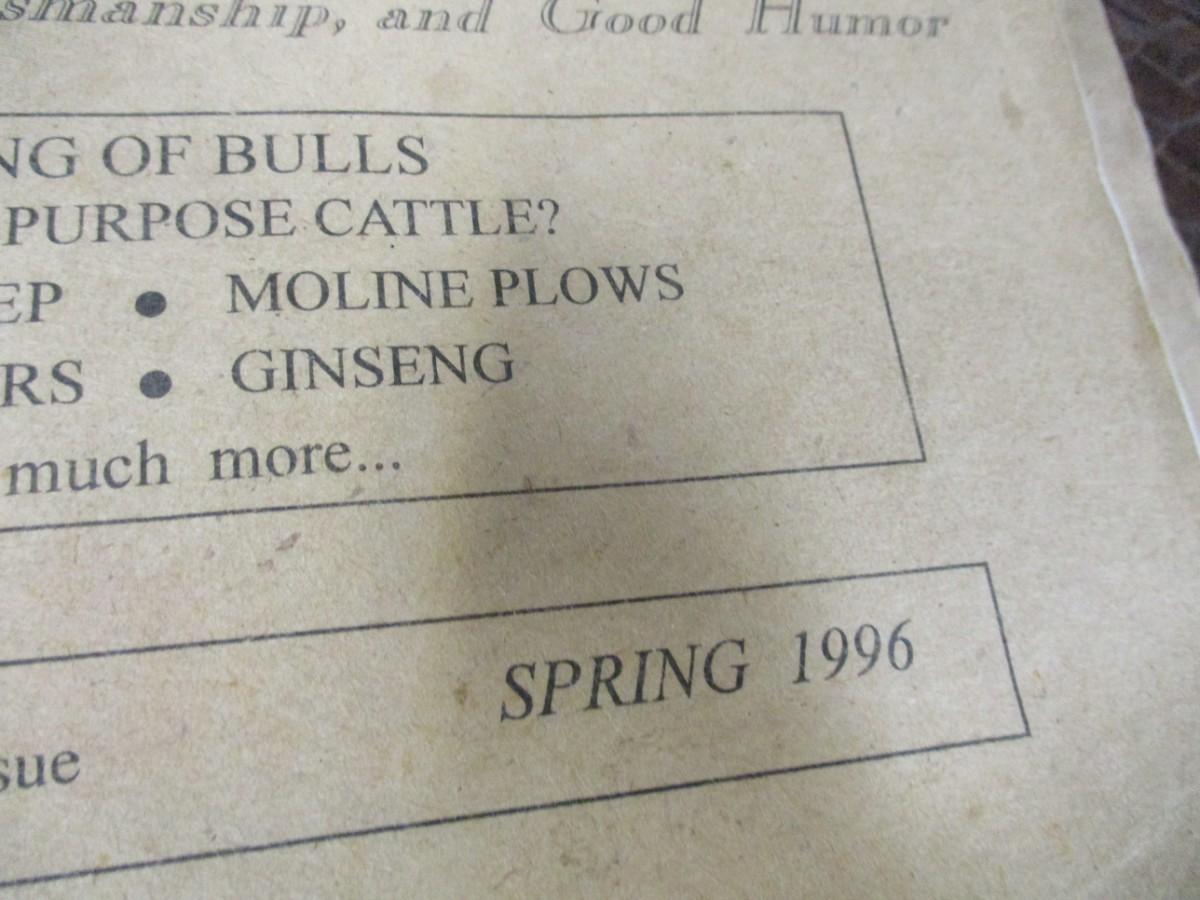 smanship, and Good Humor
NG OF BULLS
PURPOSE CATTLE?
EP ● MOLINE PLOWS
RS ● GINSENG
much more...
SPRING 1996
sue